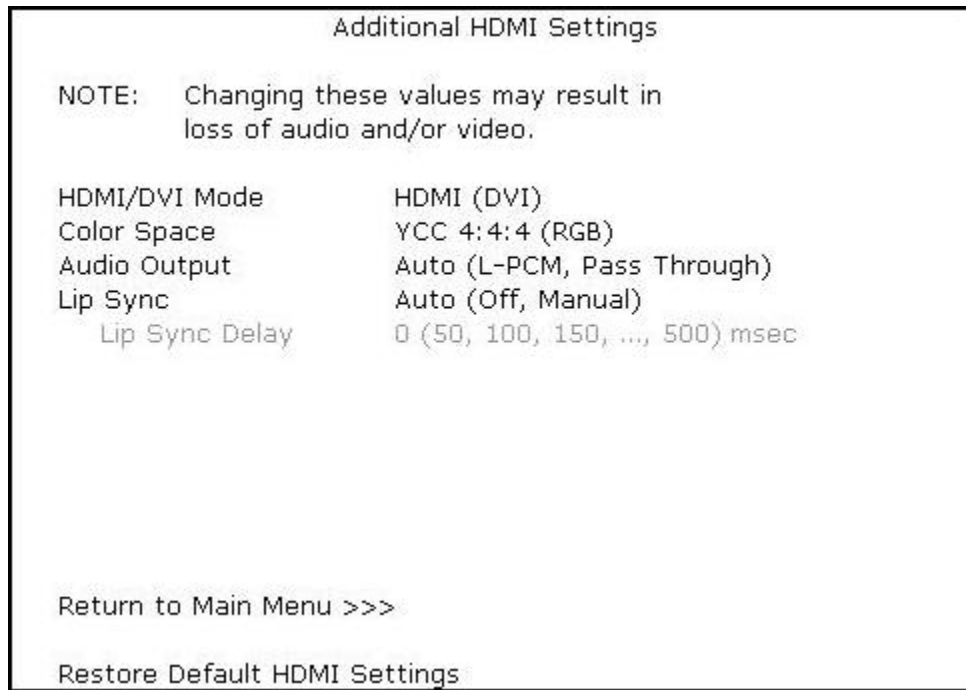 Additional HDMI Settings
NOTE: Changing these values may result in
loss of audio and/or video.
HDMI/DVI Mode HDMI (DVI)
Color Space YCC 4:4:4 (RGB)
Audio Output Auto (L-PCM, Pass Through)
Lip Sync Auto (Off, Manual)
Lip Sync Delay 0 (50, 100, 150, ..., 500) msec
Return to Main Menu >>>
Restore Default HDMI Settings